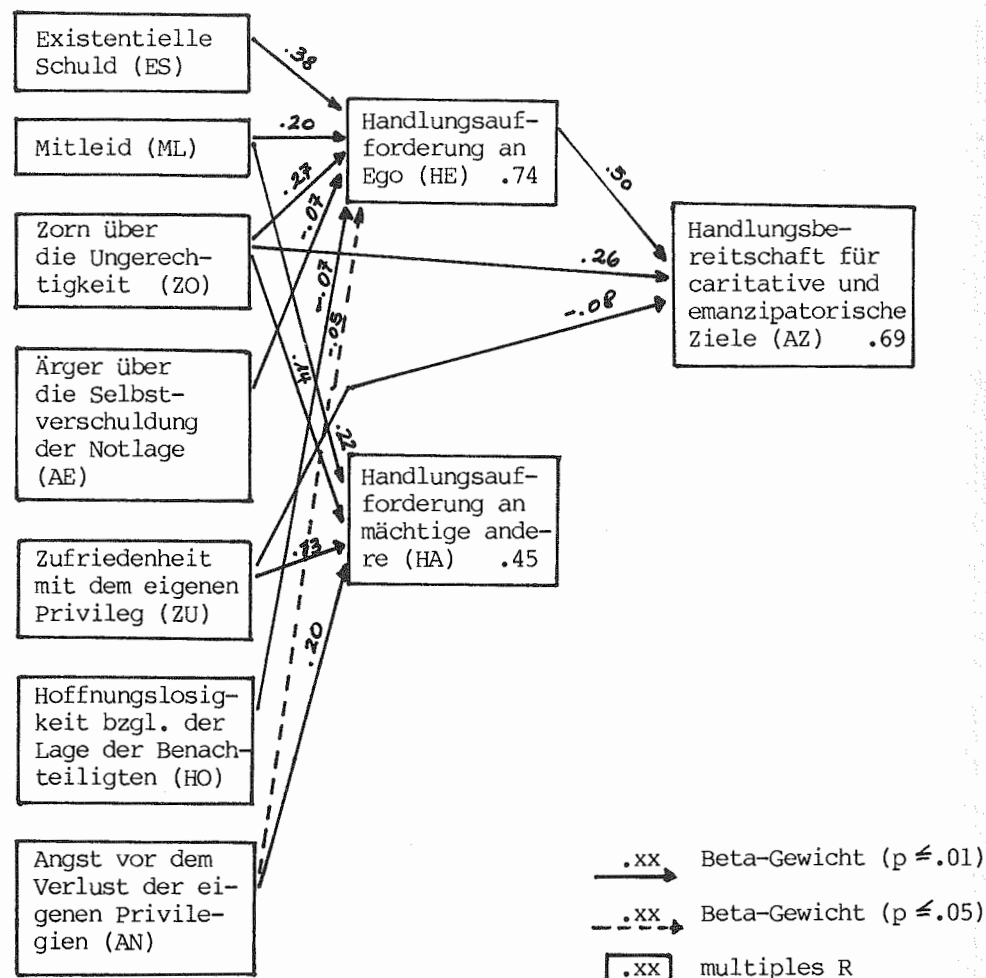 Existentielle
Schuld (ES)
Mitleid (ML)
Zorn über
die Ungerech-
tigkeit (ZO)
Ärger über
die Selbst-
verschuldung
der Notlage
(AE)
Zufriedenheit
mit dem eigenen
Privileg (ZU)
Hoffnungslosig-
keit bzgl. der
Lage der Benach-
teiligten (HO)
Angst vor dem
Verlust der ei-
genen Privile-
gien (AN)
.38
.20
.27
-.07
-.07
-.05
.14
.22
.13
.20
Handlungsauf-
forderung an
Ego (HE) .74
Handlungsauf-
forderung an
mächtige ande-
re (HA) .45
.50
.26
-.08
Handlungsbe-
reitschaft für
caritative und
emanzipatorische
Ziele (AZ) .69
.xx Beta-Gewicht (p ≤.01)
.xx Beta-Gewicht (p ≤.05)
.xx multiples R